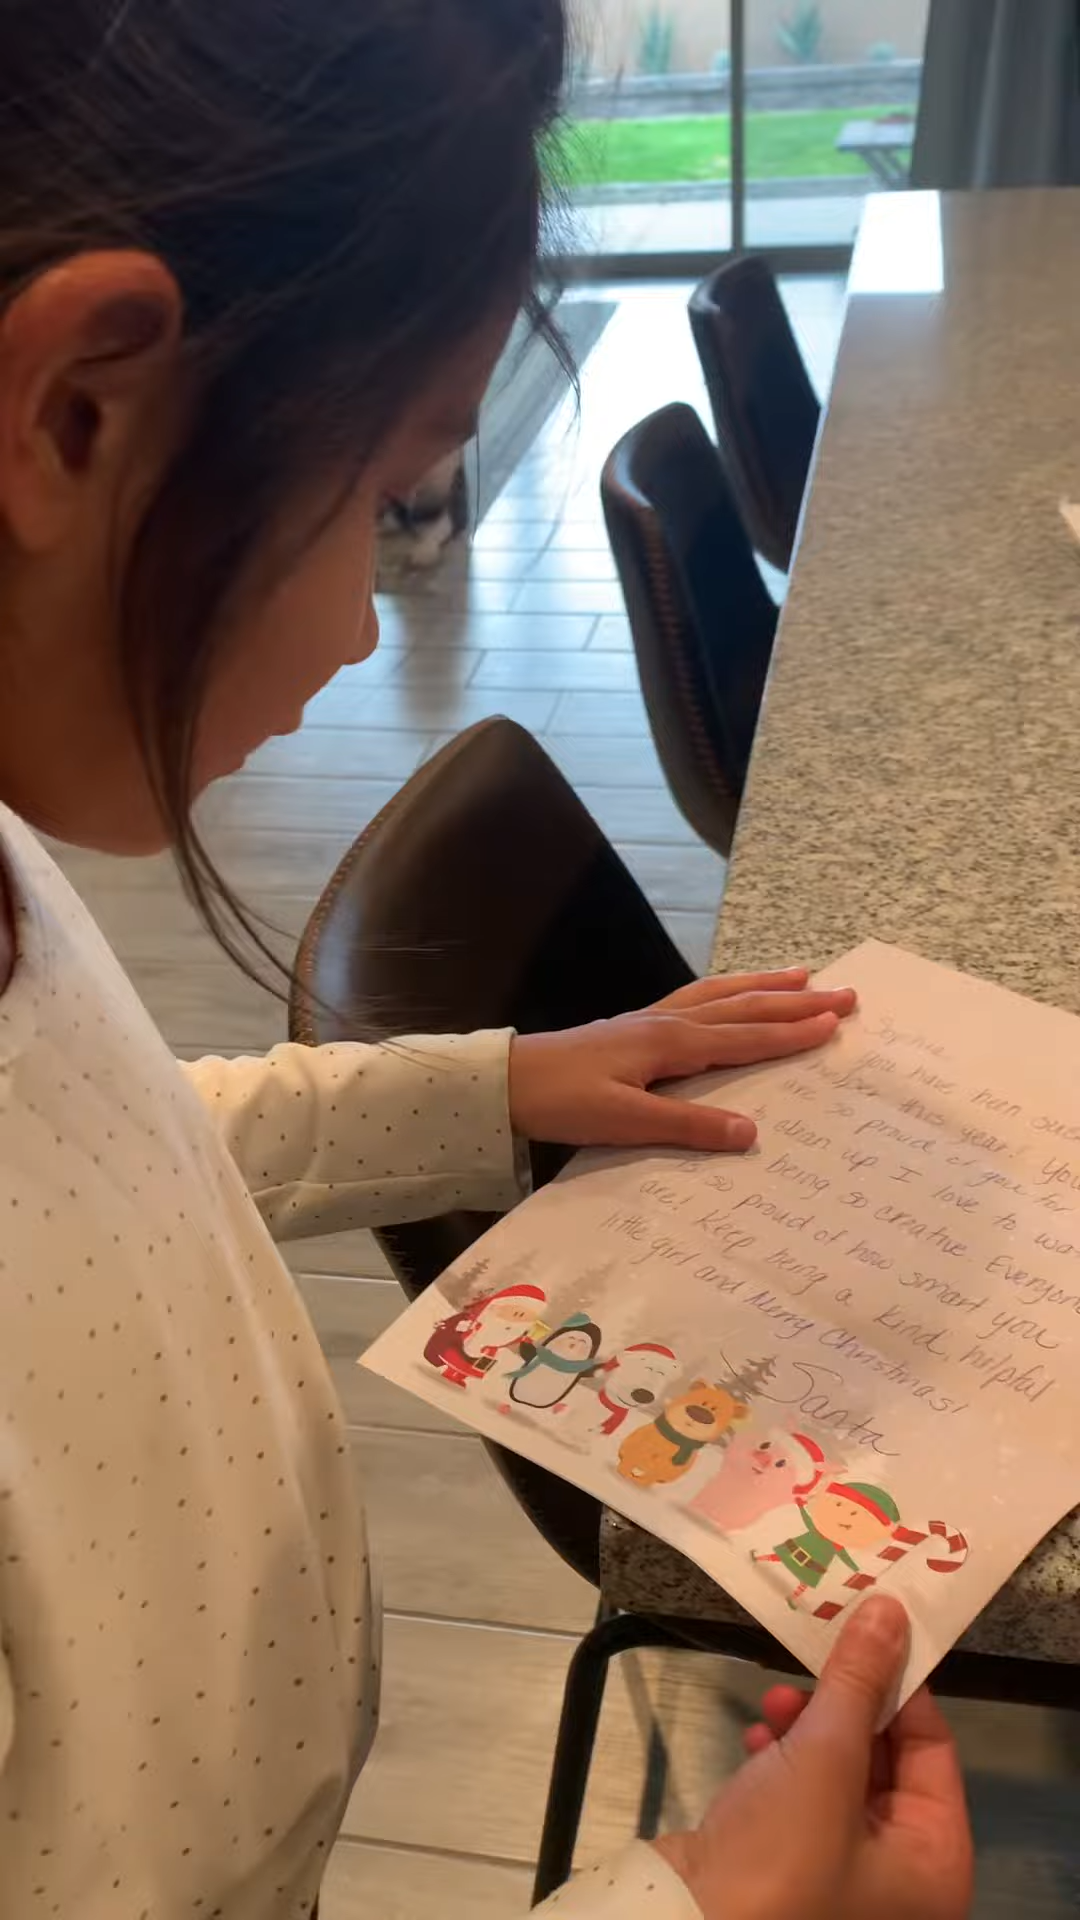 Sophia
you have been such
helper this year! You
are so proud of you for
to clean up. I love to wa
being so creative. Everyone
is so proud of how smart you
are! Keep being a kind, helpful
little girl and Merry Christmas!
Santa